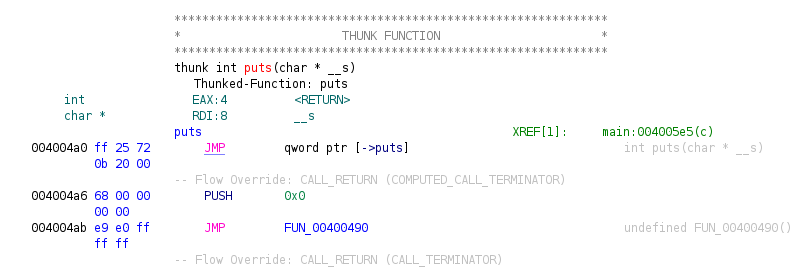 **************************************************************
* THUNK FUNCTION *
**************************************************************
thunk int puts(char * __s)
Thunked-Function: puts
int EAX:4 <RETURN>
char * RDI:8 __s
puts XREF[1]: main:004005e5(c)
004004a0 ff 25 72 JMP qword ptr [->puts] int puts(char * __s)
0b 20 00
-- Flow Override: CALL_RETURN (COMPUTED_CALL_TERMINATOR)
004004a6 68 00 00 PUSH 0x0
00 00
004004ab e9 e0 ff JMP FUN_00400490 undefined FUN_00400490()
ff ff
-- Flow Override: CALL_RETURN (CALL_TERMINATOR)